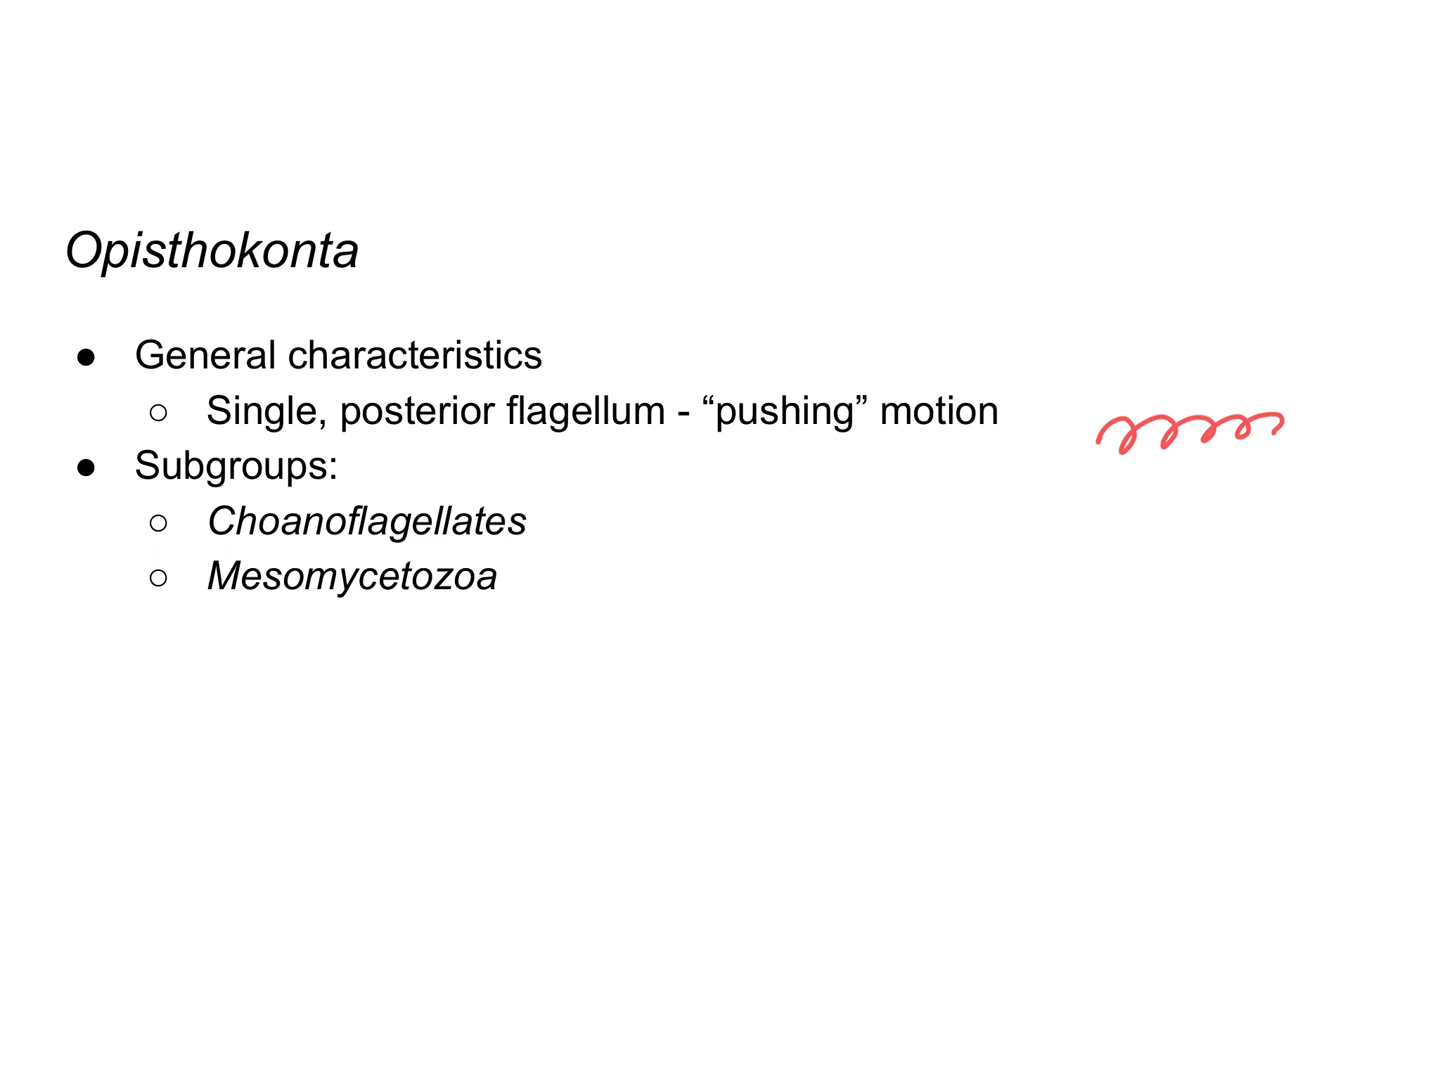 Opisthokonta
● General characteristics
○ Single, posterior flagellum - “pushing” motion
● Subgroups:
○ Choanoflagellates
○ Mesomycetozoa